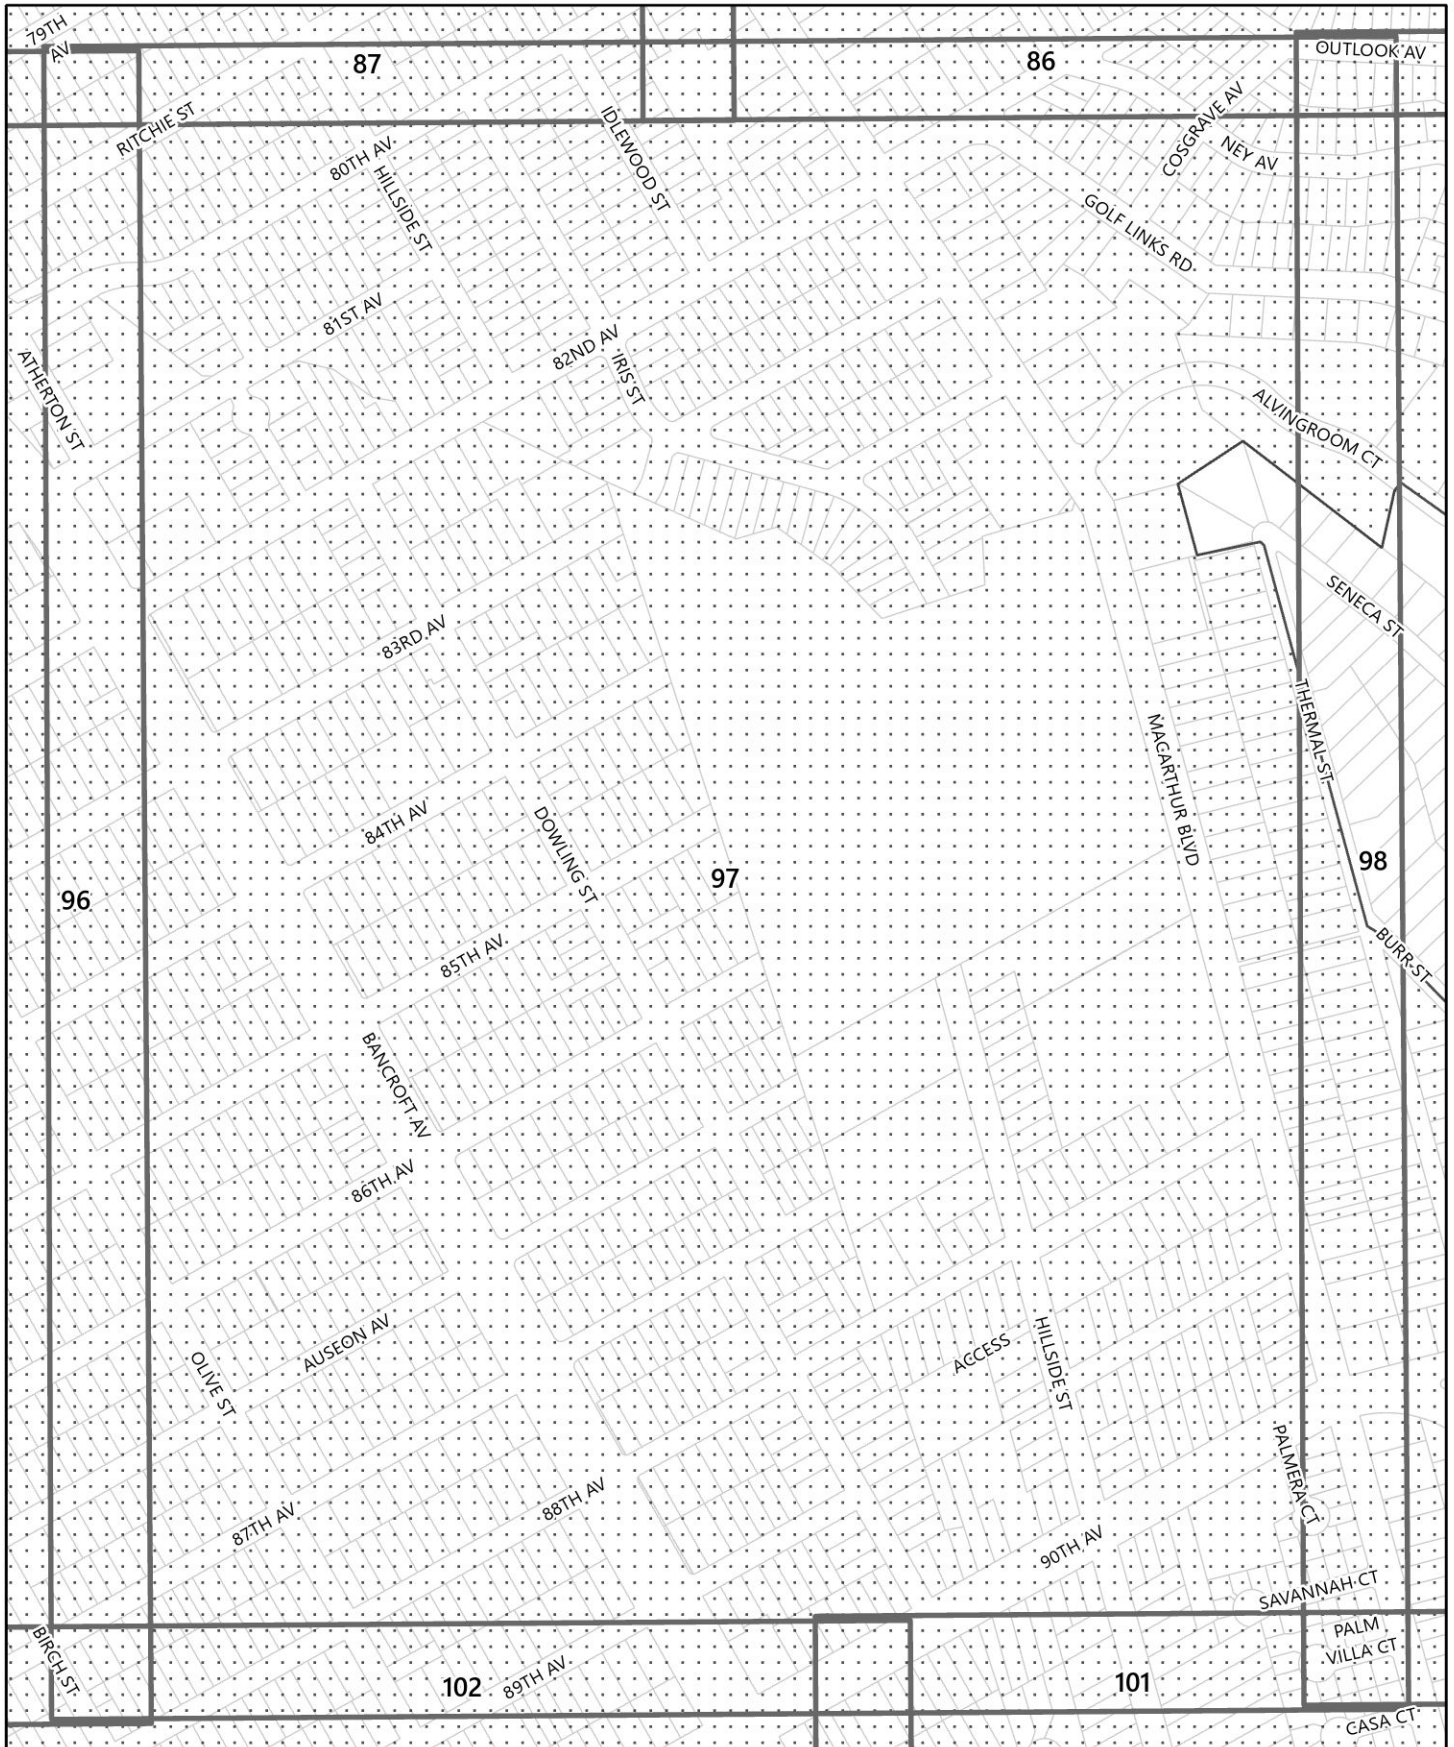 79TH
AV
87
86
OUTLOOK AV
RITCHIE ST
80TH AV
HILLSIDE ST
IDLEWOOD ST
COSGRAVE AV
NEY AV
GOLF LINKS RD
81ST AV
82ND AV
IRIS ST
ATHERTON ST
ALVINGROOM CT
SENECA ST
83RD AV
THERMAL ST
MACARTHUR BLVD
84TH AV
DOWLING ST
97
98
96
BURR ST
85TH AV
BANCROFT AV
86TH AV
AUSEON AV
OLIVE ST
ACCESS
HILLSIDE ST
PALMERA CT
87TH AV
88TH AV
90TH AV
SAVANNAH CT
BIRCH ST
PALM
VILLA CT
102
89TH AV
101
CASA CT